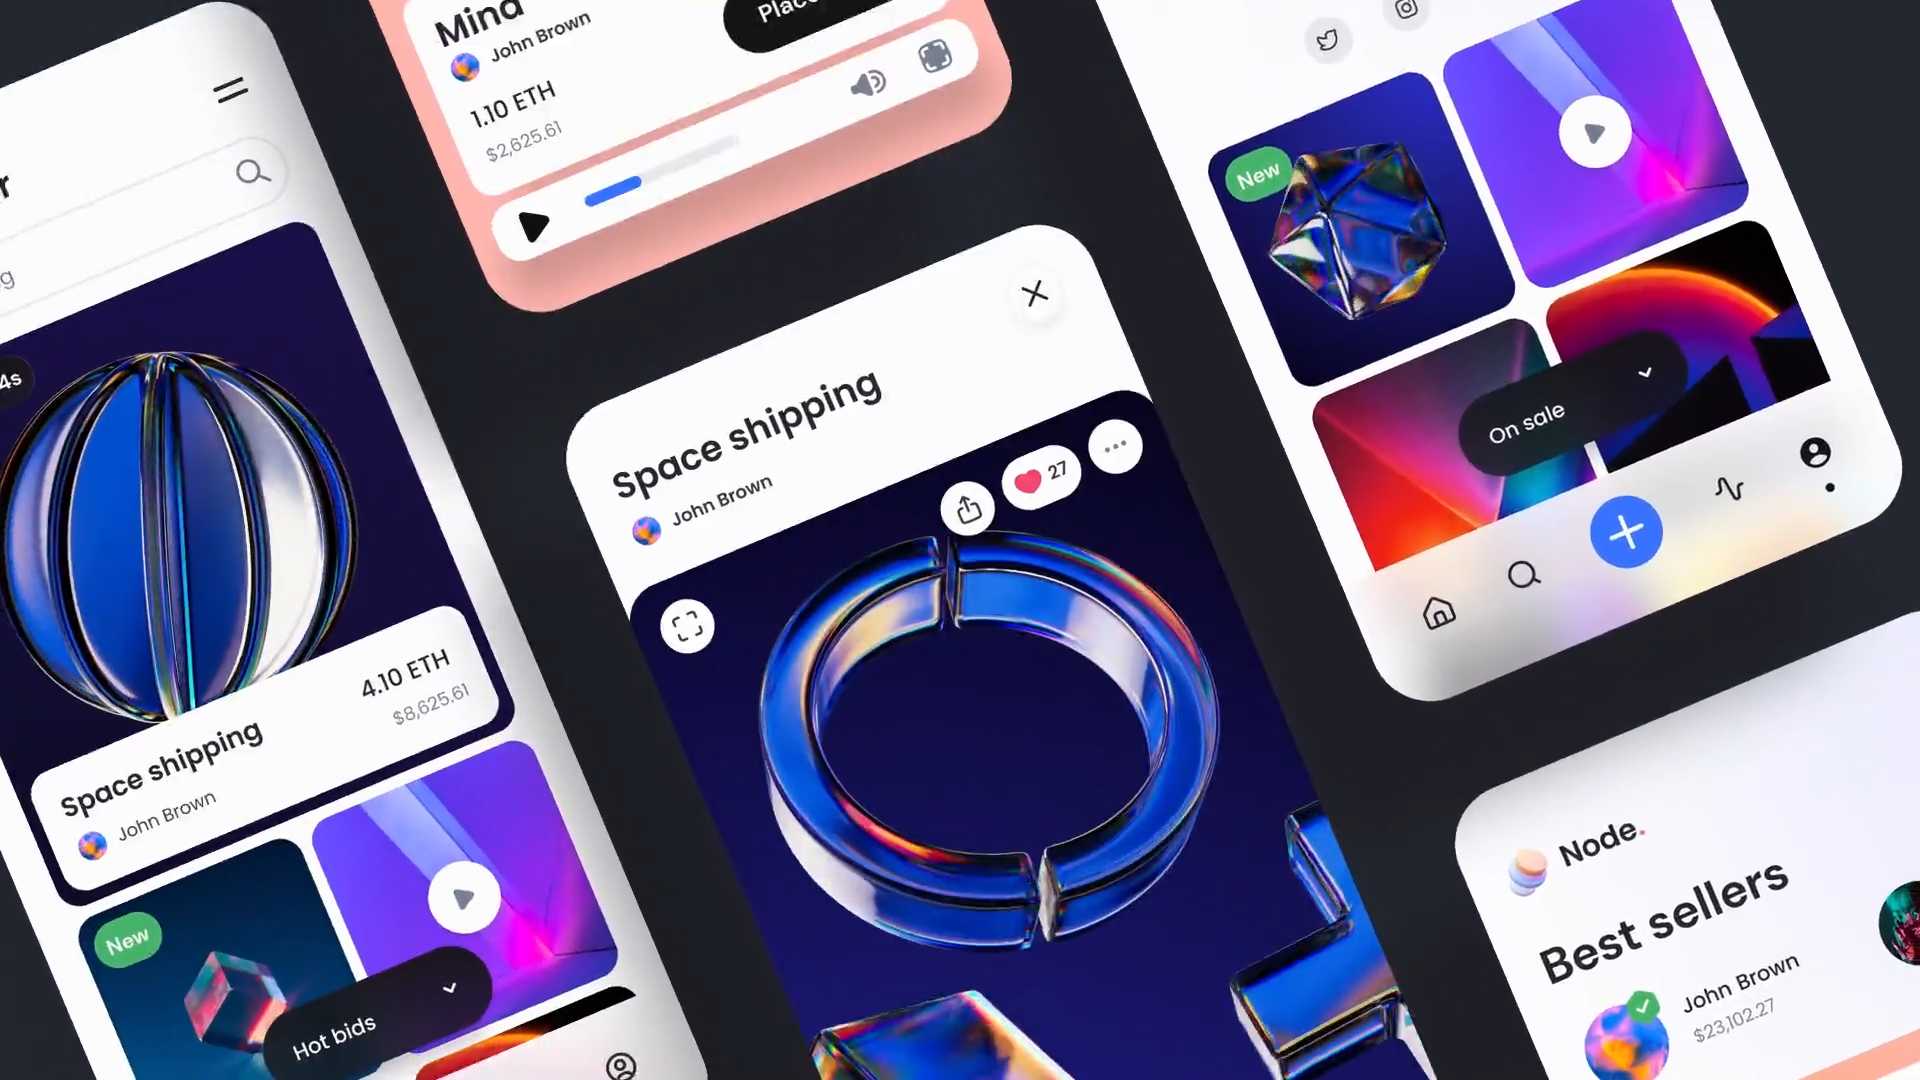 r
g
4s
4.10 ETH
$8,625.61
Space shipping
John Brown
New
Hot bids
Mind
John Brown
1.10 ETH
$2,625.61
Place
Space shipping
John Brown
27
New
On sale
Node.
Best sellers
John Brown
$23,102.27